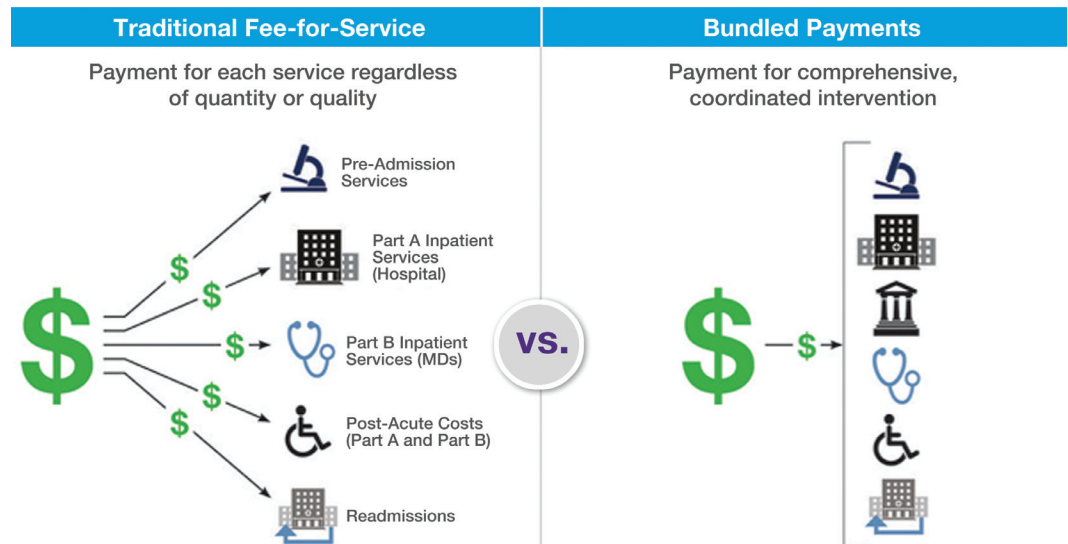 Traditional Fee-for-Service
Bundled Payments
Payment for each service regardless
of quantity or quality
Payment for comprehensive,
coordinated intervention
$
$
$
$
$
$
Pre-Admission
Services
Part A Inpatient
Services
(Hospital)
Part B Inpatient
Services (MDs)
Post-Acute Costs
(Part A and Part B)
Readmissions
vs.
$
$